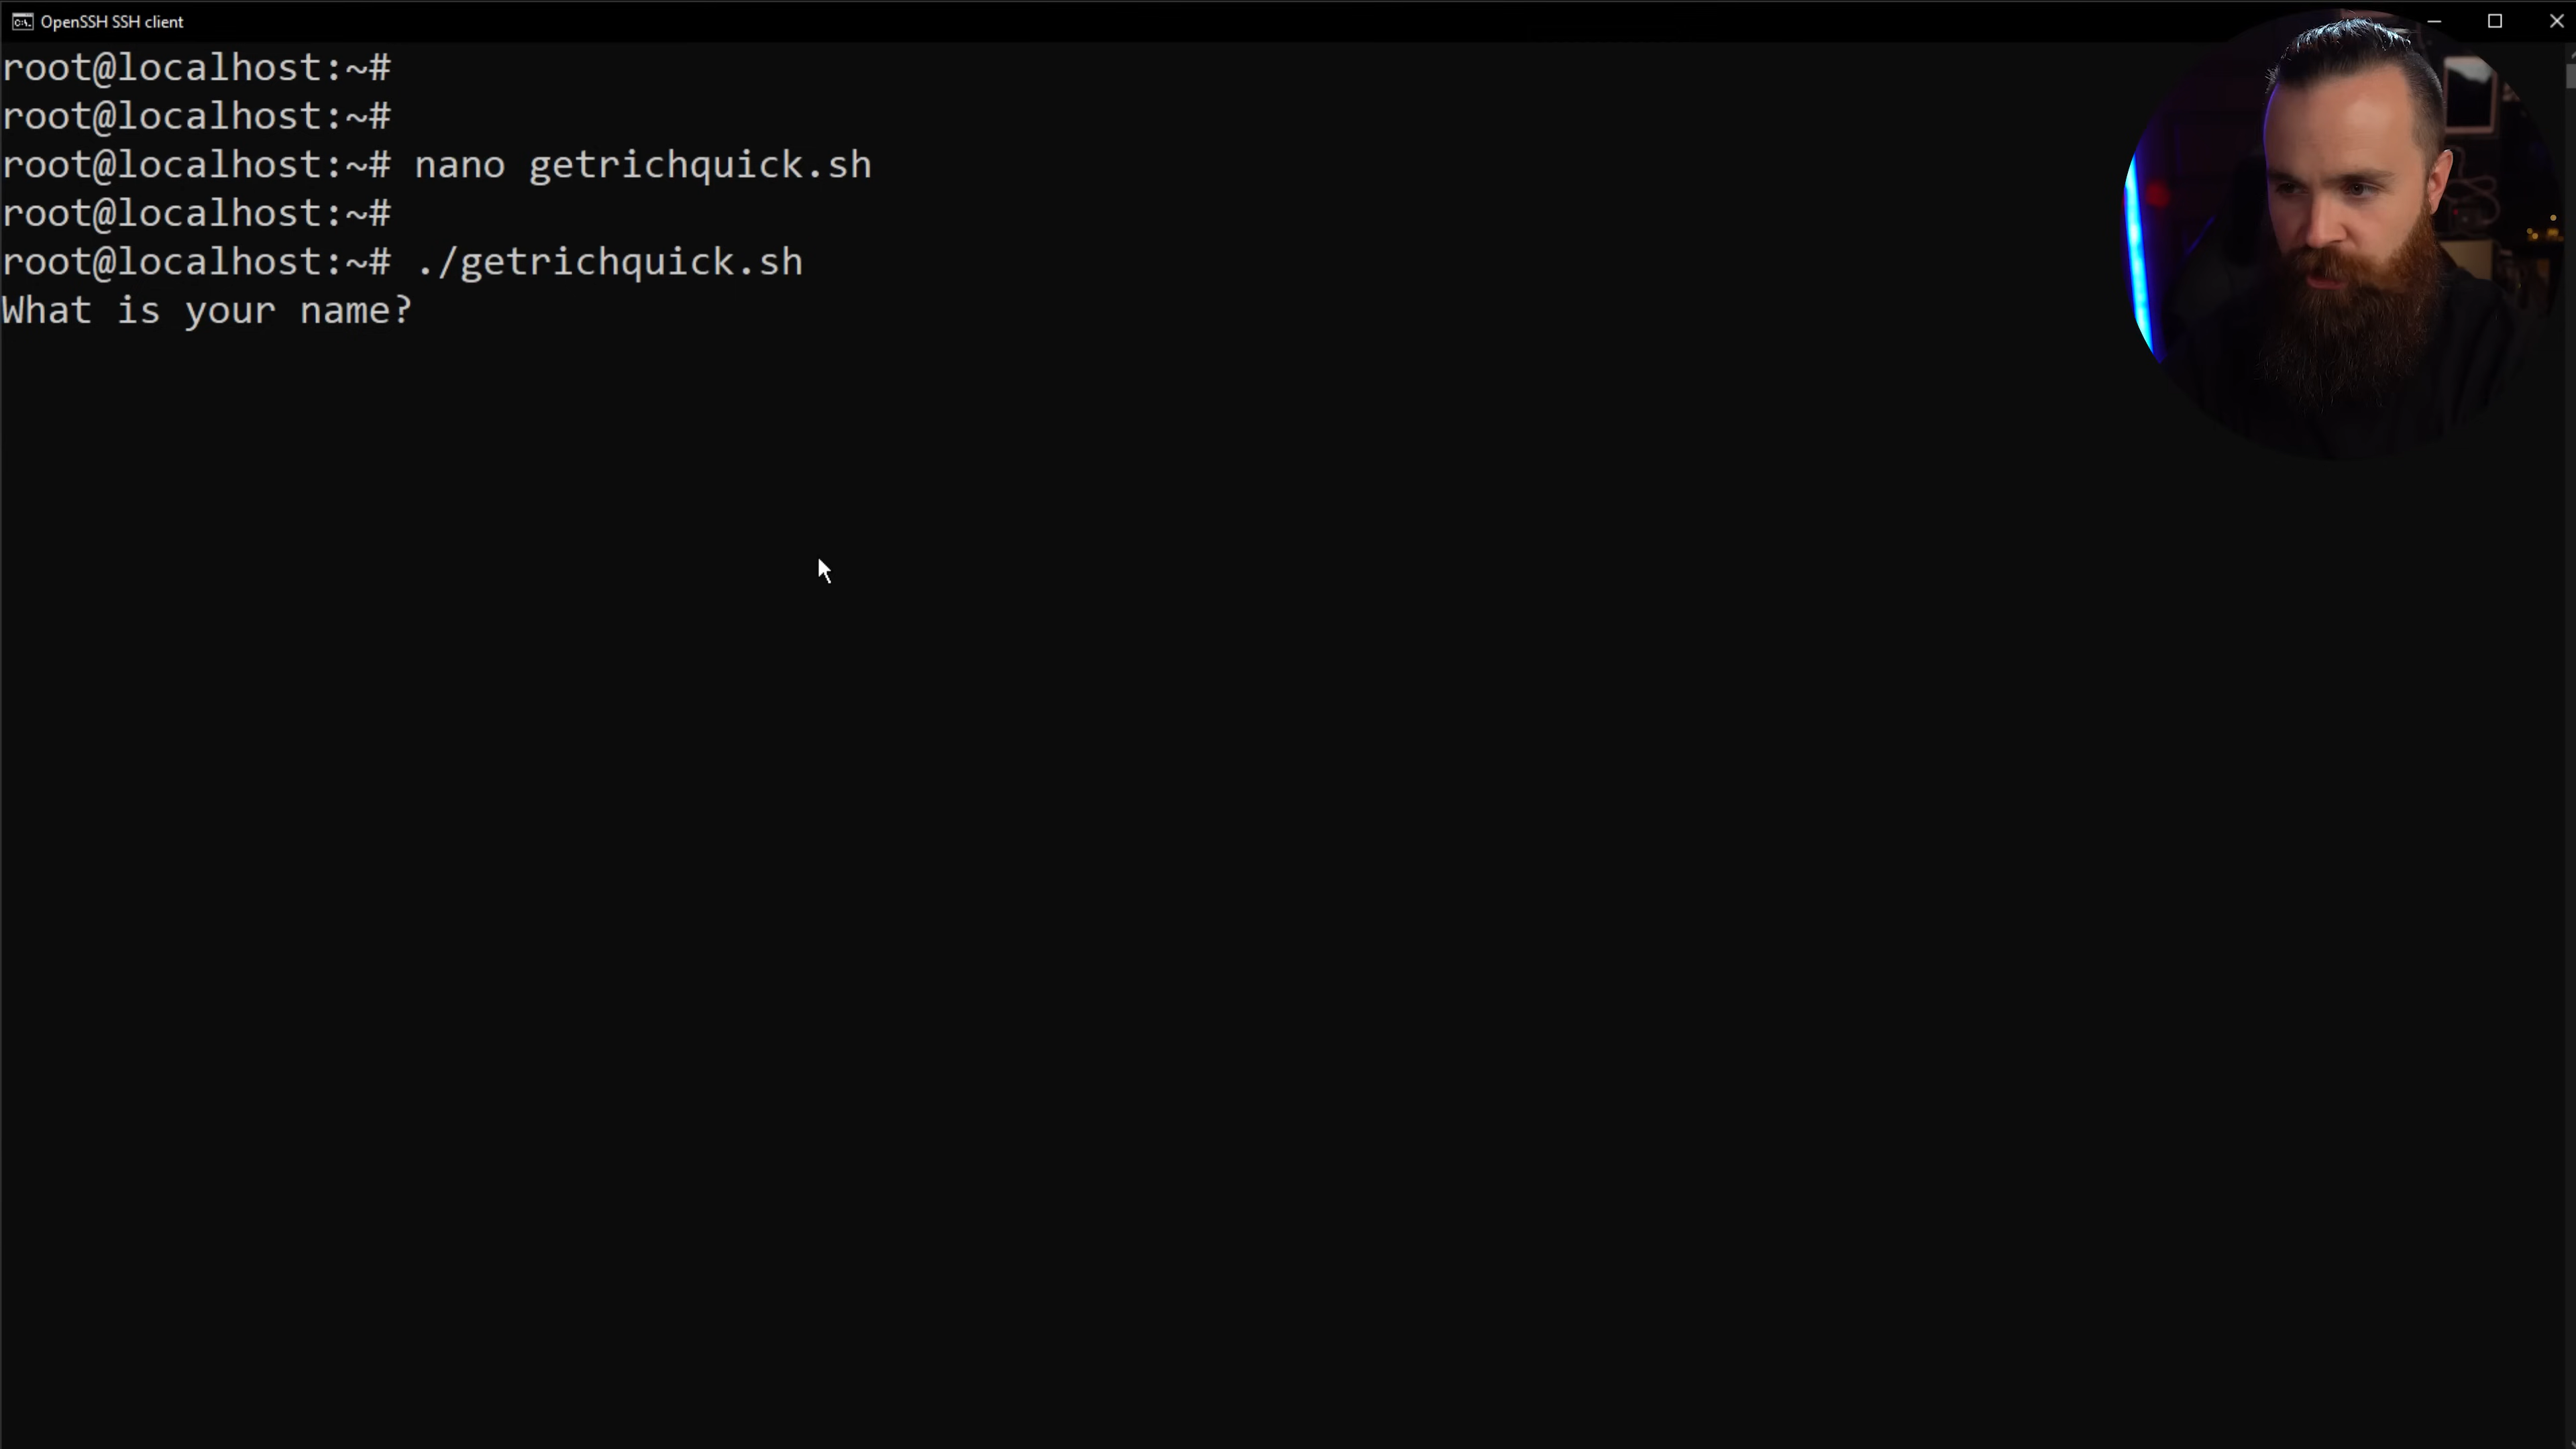 OpenSSH SSH client
root@localhost:~#
root@localhost:~#
root@localhost:~# nano getrichquick.sh
root@localhost:~#
root@localhost:~# ./getrichquick.sh
What is your name?